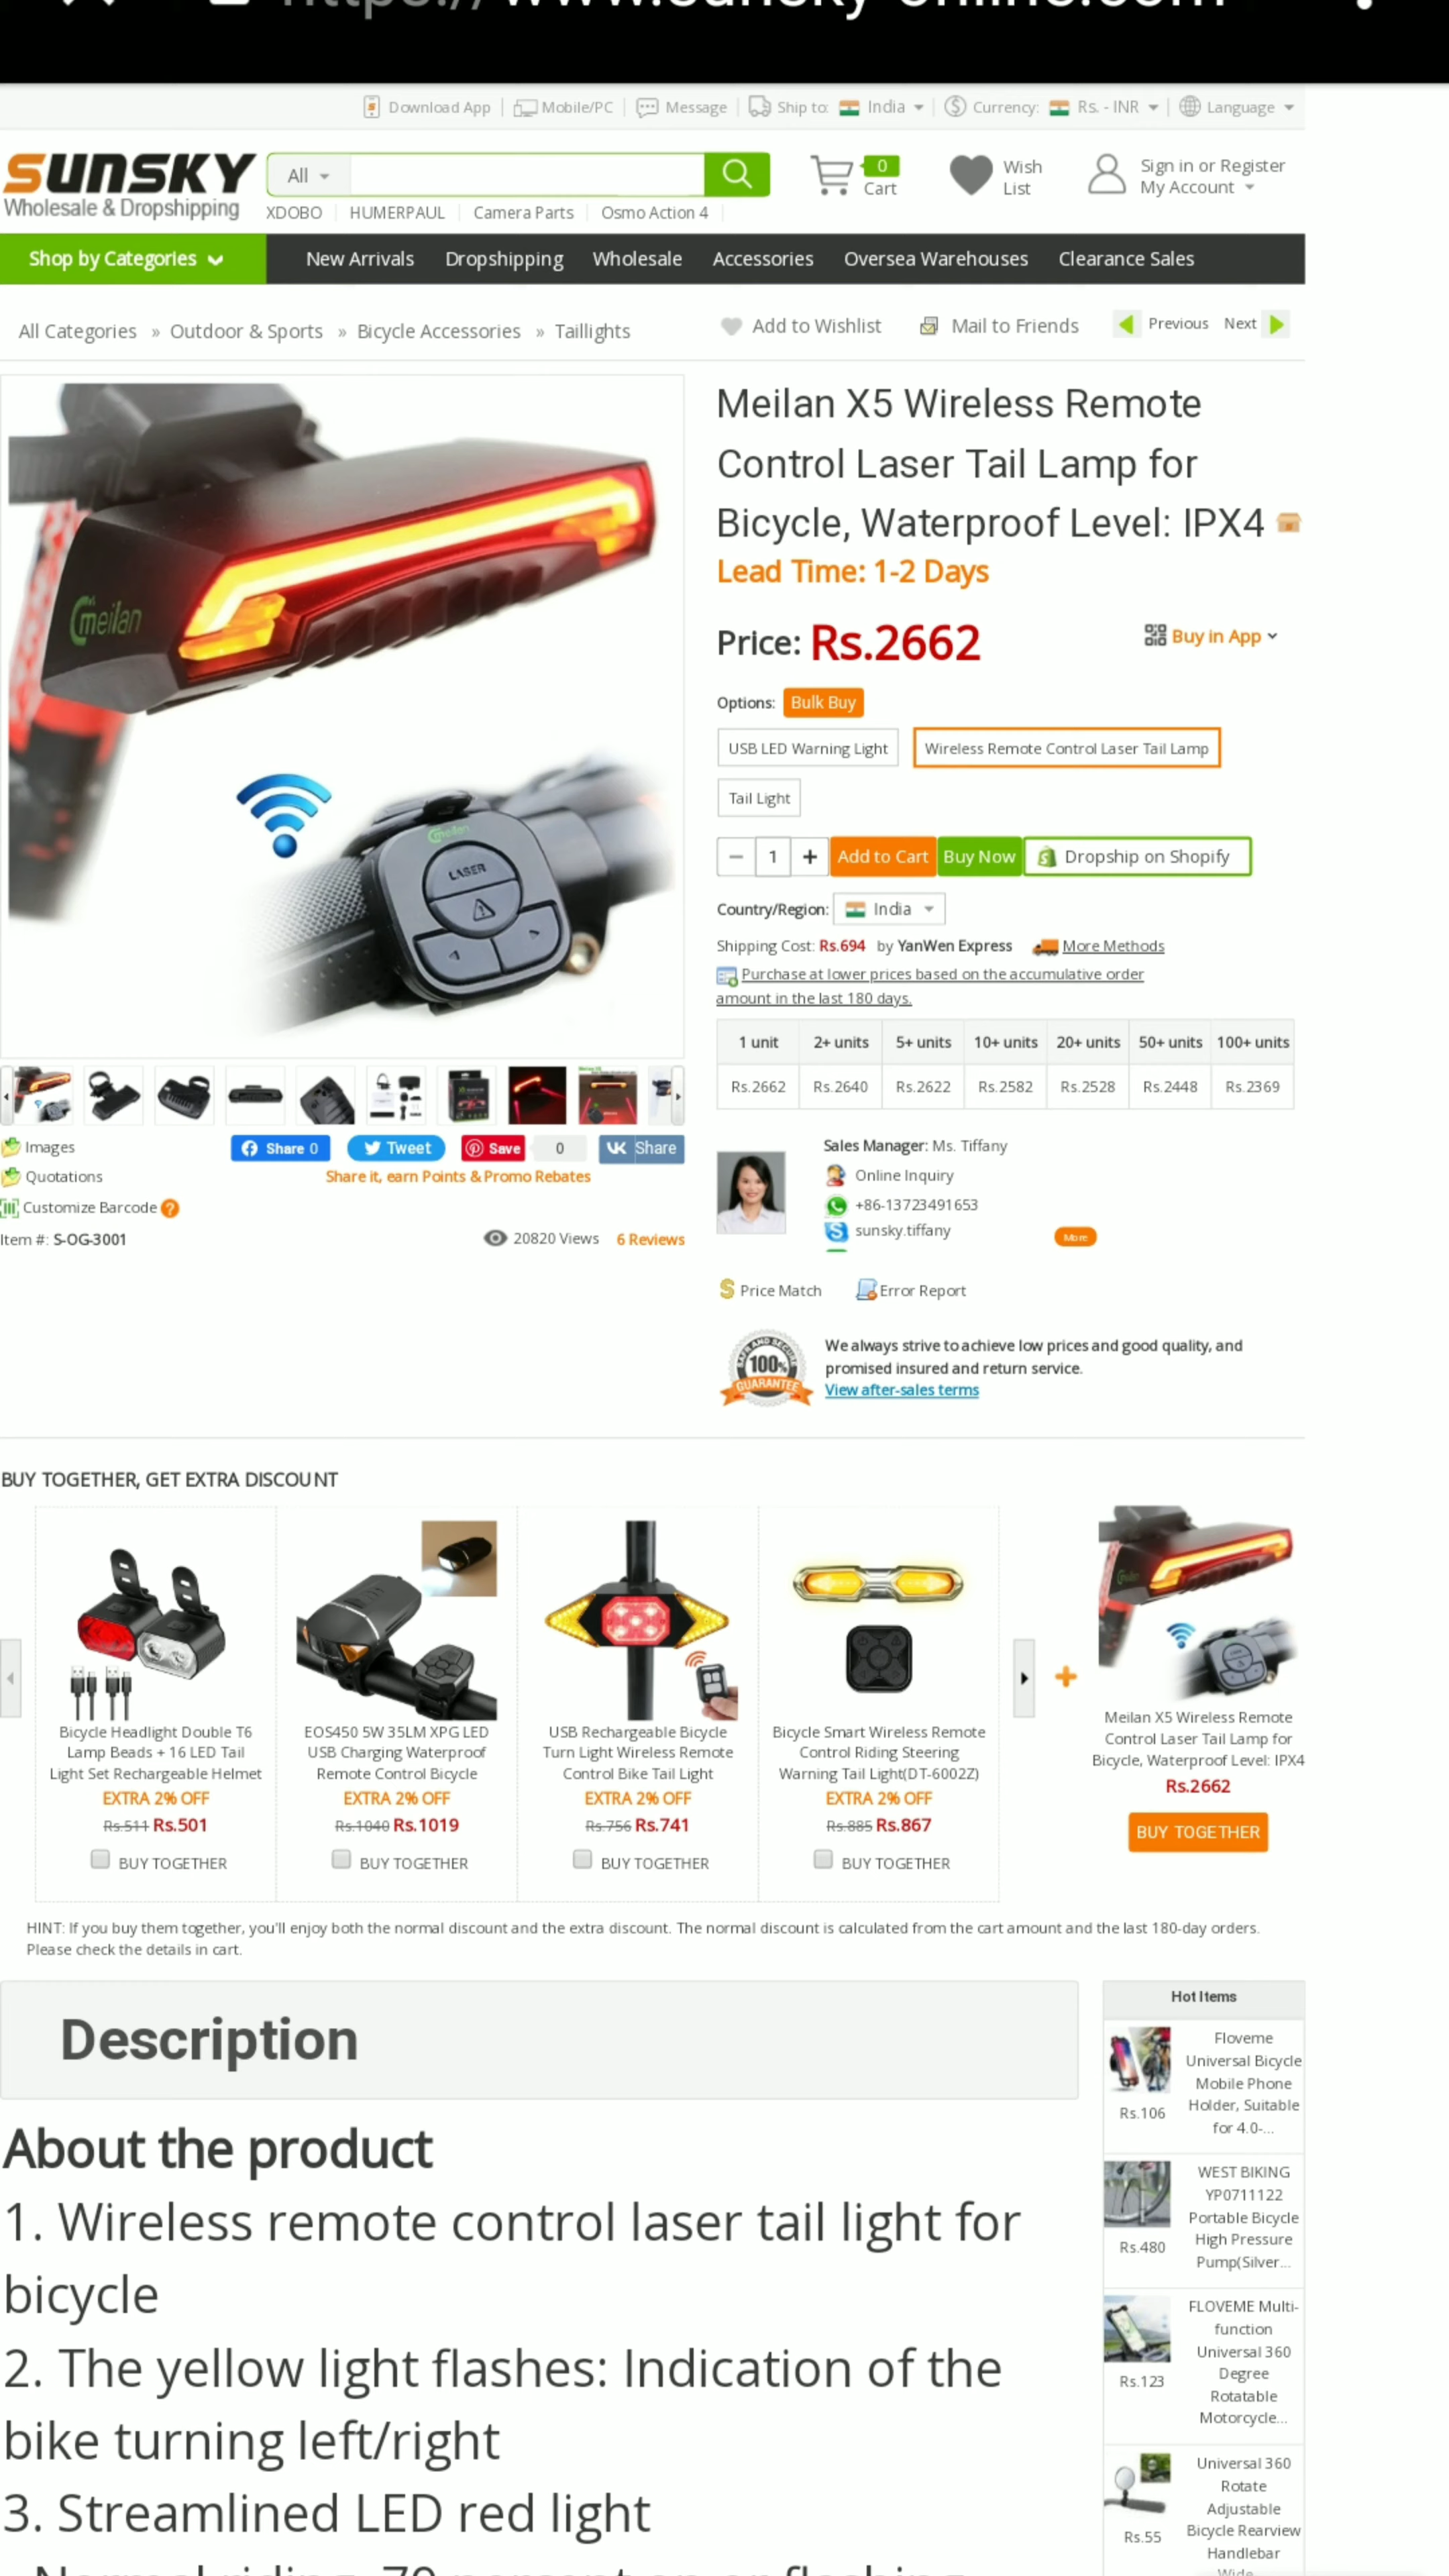 Download App
Mobile/PC
Message
Ship to:
India
Currency:
Rs. - INR
Language
SUNSKY
Wholesale & Dropshipping
All
0
Cart
Wish
List
Sign in or Register
My Account
XDOBO
HUMERPAUL
Camera Parts
Osmo Action 4
Shop by Categories
New Arrivals
Dropshipping
Wholesale
Accessories
Oversea Warehouses
Clearance Sales
All Categories » Outdoor & Sports » Bicycle Accessories » Taillights
Add to Wishlist
Mail to Friends
Previous
Next
meilan
meilan
LASER
Meilan X5 Wireless Remote
Control Laser Tail Lamp for
Bicycle, Waterproof Level: IPX4
Lead Time: 1-2 Days
Price: Rs.2662
Buy in App
Options: Bulk Buy
USB LED Warning Light
Wireless Remote Control Laser Tail Lamp
Tail Light
− 1 + Add to Cart Buy Now Dropship on Shopify
Country/Region: India
Shipping Cost: Rs.694 by YanWen Express More Methods
Purchase at lower prices based on the accumulative order
amount in the last 180 days.
1 unit 2+ units 5+ units 10+ units 20+ units 50+ units 100+ units
Rs.2662 Rs.2640 Rs.2622 Rs.2582 Rs.2528 Rs.2448 Rs.2369
Images
Quotations
Customize Barcode ?
Share 0
Tweet
Save
0
Share
Share it, earn Points & Promo Rebates
Item #: S-OG-3001
20820 Views
6 Reviews
Sales Manager: Ms. Tiffany
Online Inquiry
+86-13723491653
sunsky.tiffany
More
Price Match
Error Report
SAFE AND SECURE
100%
GUARANTEE
We always strive to achieve low prices and good quality, and
promised insured and return service.
View after-sales terms
BUY TOGETHER, GET EXTRA DISCOUNT
Bicycle Headlight Double T6
Lamp Beads + 16 LED Tail
Light Set Rechargeable Helmet
EXTRA 2% OFF
Rs.511 Rs.501
BUY TOGETHER
EOS450 5W 35LM XPG LED
USB Charging Waterproof
Remote Control Bicycle
EXTRA 2% OFF
Rs.1040 Rs.1019
BUY TOGETHER
USB Rechargeable Bicycle
Turn Light Wireless Remote
Control Bike Tail Light
EXTRA 2% OFF
Rs.756 Rs.741
BUY TOGETHER
Bicycle Smart Wireless Remote
Control Riding Steering
Warning Tail Light(DT-6002Z)
EXTRA 2% OFF
Rs.885 Rs.867
BUY TOGETHER
Meilan X5 Wireless Remote
Control Laser Tail Lamp for
Bicycle, Waterproof Level: IPX4
Rs.2662
BUY TOGETHER
HINT: If you buy them together, you'll enjoy both the normal discount and the extra discount. The normal discount is calculated from the cart amount and the last 180-day orders.
Please check the details in cart.
Description
About the product
1. Wireless remote control laser tail light for
bicycle
2. The yellow light flashes: Indication of the
bike turning left/right
3. Streamlined LED red light
Hot Items
Floveme
Universal Bicycle
Mobile Phone
Holder, Suitable
for 4.0-...
Rs.106
WEST BIKING
YP0711122
Portable Bicycle
High Pressure
Pump(Silver...
Rs.480
FLOVEME Multi-
function
Universal 360
Degree
Rotatable
Motorcycle...
Rs.123
Universal 360
Rotate
Adjustable
Bicycle Rearview
Handlebar
Rs.55